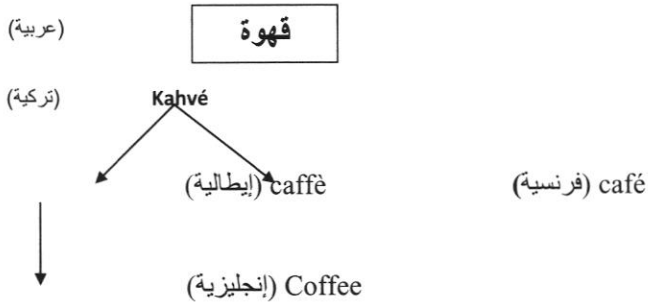 (عربية) قهوة
(تركية) Kahvé
(إيطالية) caffè (فرنسية) café
(إنجليزية) Coffee